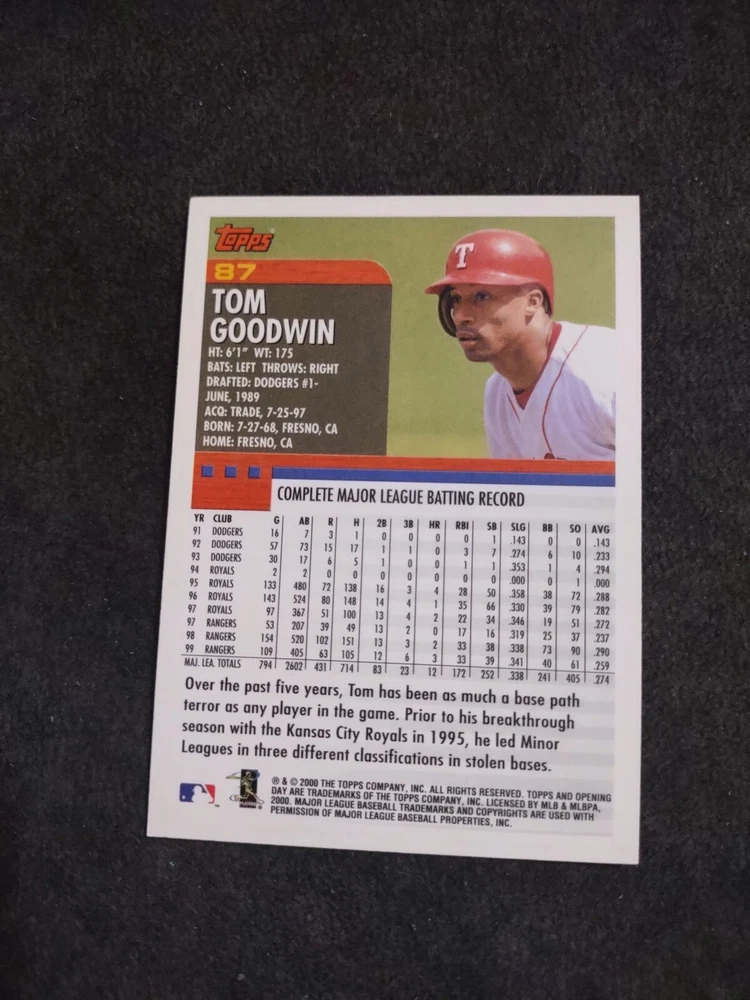 Topps
87
TOM
GOODWIN
HT: 6'1" WT: 175
BATS: LEFT THROWS: RIGHT
DRAFTED: DODGERS #1-
JUNE, 1989
ACQ: TRADE, 7-25-97
BORN: 7-27-68, FRESNO, CA
HOME: FRESNO, CA
T
COMPLETE MAJOR LEAGUE BATTING RECORD
YR CLUB G AB R H 2B 3B HR RBI SB SLG BB SO AVG
91 DODGERS 16 7 3 1 0 0 0 0 1 .143 0 0 .143
92 DODGERS 57 73 15 17 1 1 0 3 7 .274 6 10 .233
93 DODGERS 30 17 6 5 1 0 0 1 1 .353 1 4 .294
94 ROYALS 2 2 0 0 0 0 0 0 0 .000 0 1 .000
95 ROYALS 133 480 72 138 16 3 4 28 50 .358 38 72 .288
96 ROYALS 143 524 80 148 14 4 1 35 66 .330 39 79 .282
97 ROYALS 97 367 51 100 13 4 2 22 34 .346 19 51 .272
97 RANGERS 53 207 39 49 13 2 0 17 16 .319 25 37 .237
98 RANGERS 154 520 102 151 13 3 2 33 38 .338 73 90 .290
99 RANGERS 109 405 63 105 12 6 3 33 39 .341 40 61 .259
MAJ. LEA. TOTALS 794 2602 431 714 83 23 12 172 252 .338 241 405 .274
Over the past five years, Tom has been as much a base path
terror as any player in the game. Prior to his breakthrough
season with the Kansas City Royals in 1995, he led Minor
Leagues in three different classifications in stolen bases.
® & © 2000 THE TOPPS COMPANY, INC. ALL RIGHTS RESERVED. TOPPS AND OPENING
DAY ARE TRADEMARKS OF THE TOPPS COMPANY, INC. LICENSED BY MLB & MLBPA,
2000. MAJOR LEAGUE BASEBALL TRADEMARKS AND COPYRIGHTS ARE USED WITH
PERMISSION OF MAJOR LEAGUE BASEBALL PROPERTIES, INC.